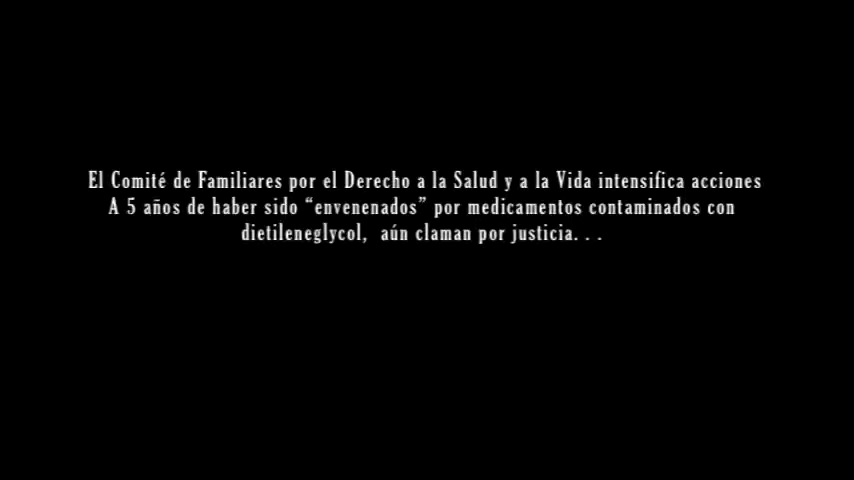 El Comité de Familiares por el Derecho a la Salud y a la Vida intensifica acciones
A 5 años de haber sido “envenenados” por medicamentos contaminados con
dietileneglycol, aún claman por justicia. . .